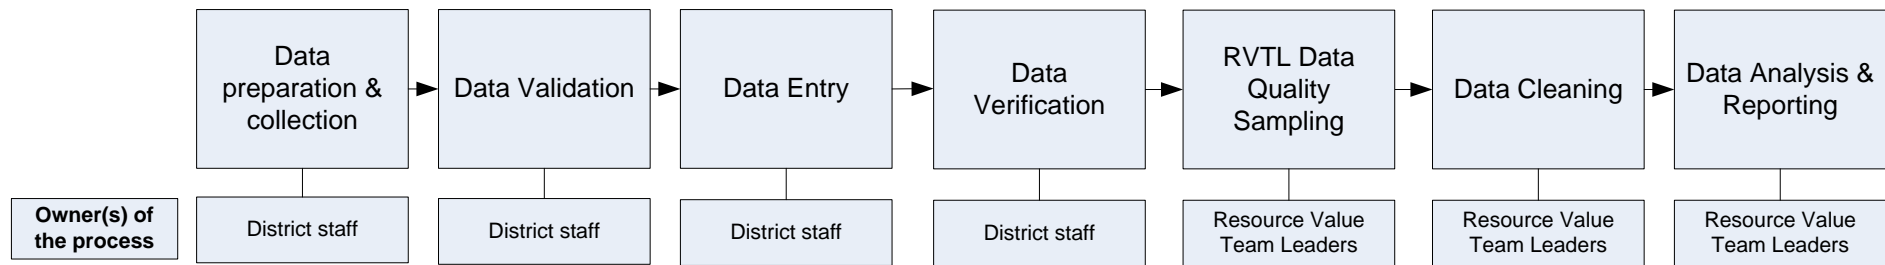 Data
preparation &
collection
Data Validation
Data Entry
Data
Verification
RVTL Data
Quality
Sampling
Data Cleaning
Data Analysis &
Reporting
Owner(s) of
the process
District staff
District staff
District staff
District staff
Resource Value
Team Leaders
Resource Value
Team Leaders
Resource Value
Team Leaders